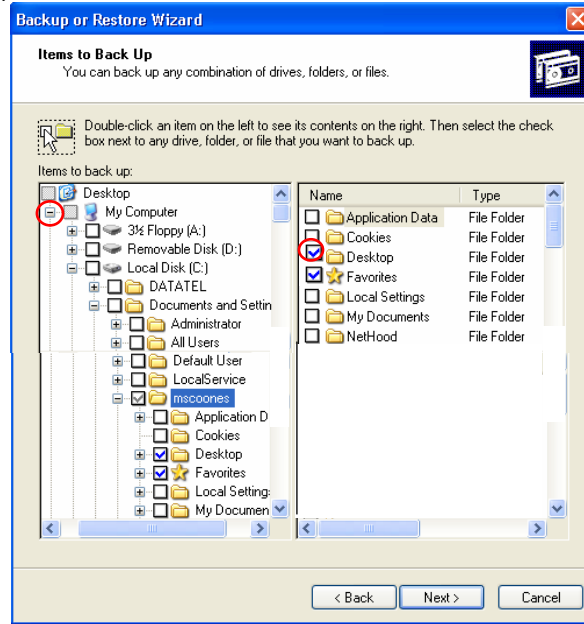 Backup or Restore Wizard
Items to Back Up
You can back up any combination of drives, folders, or files.
Double-click an item on the left to see its contents on the right. Then select the check
box next to any drive, folder, or file that you want to back up.
Items to back up:
Desktop
My Computer
3½ Floppy (A:)
Removable Disk (D:)
Local Disk (C:)
DATATEL
Documents and Settin
Administrator
All Users
Default User
LocalService
mscoones
Application D
Cookies
Desktop
Favorites
Local Setting
My Documen
Name Type
Application Data File Folder
Cookies File Folder
Desktop File Folder
Favorites File Folder
Local Settings File Folder
My Documents File Folder
NetHood File Folder
< Back Next > Cancel